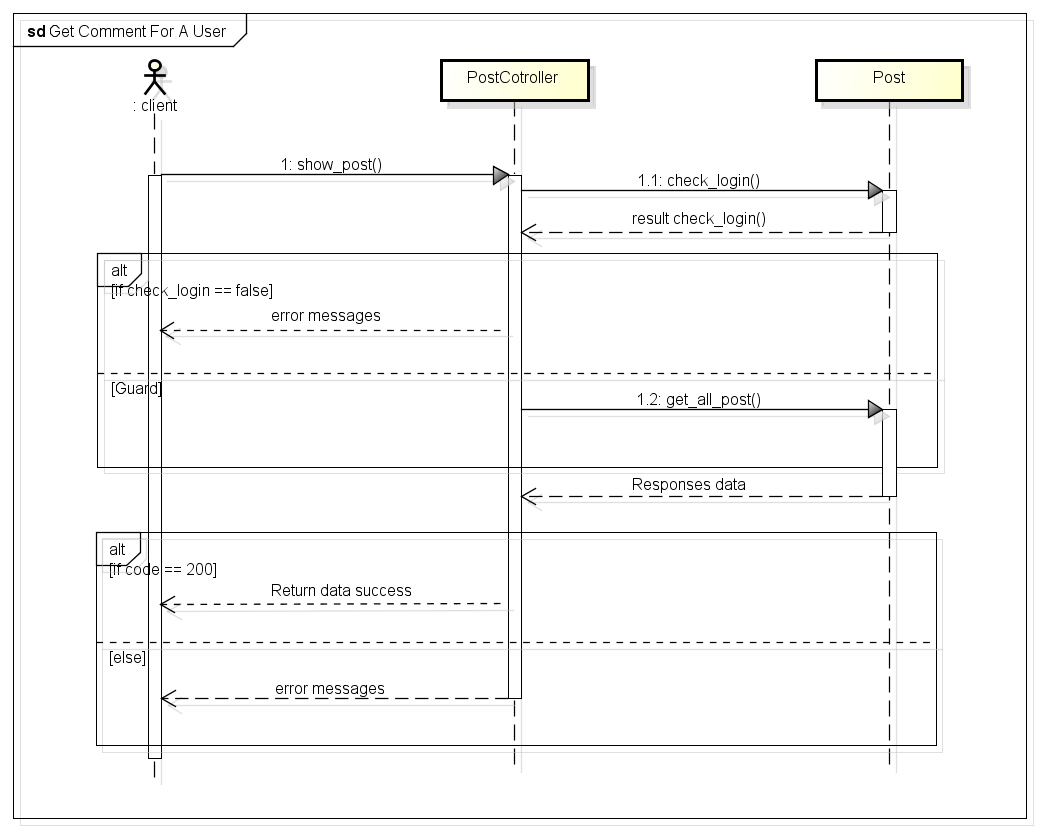 sd Get Comment For A User
: client
PostCotroller
Post
1: show_post()
1.1: check_login()
result check_login()
alt
[if check_login == false]
error messages
[Guard]
1.2: get_all_post()
Responses data
alt
[if code == 200]
Return data success
[else]
error messages